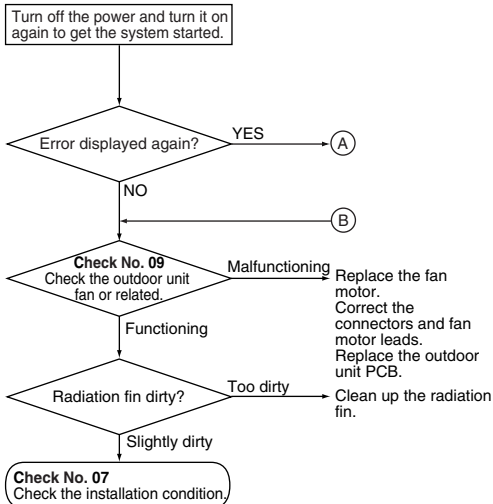 Turn off the power and turn it on
again to get the system started.
Error displayed again?
YES
A
NO
B
Check No. 09
Check the outdoor unit
fan or related.
Malfunctioning
Replace the fan
motor.
Correct the
connectors and fan
motor leads.
Replace the outdoor
unit PCB.
Functioning
Radiation fin dirty?
Too dirty
Clean up the radiation
fin.
Slightly dirty
Check No. 07
Check the installation condition.